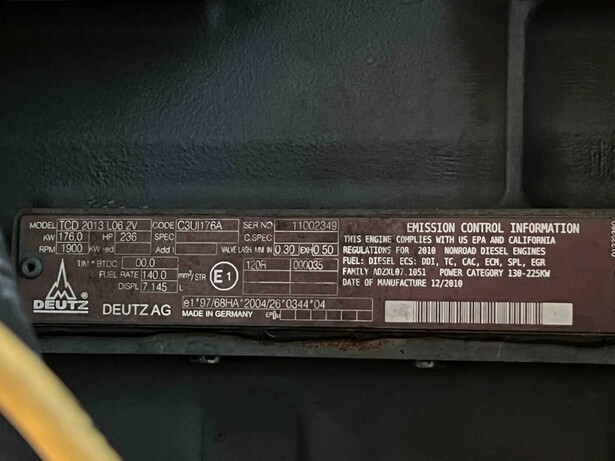 MODEL TCD 2013 L06 2V CODE C3UI176A SER NO 11002349
KW 176.0 HP 236 S.SPEC C.SPEC
RPM 1900 KW red Add I VALVE LASH MM IN 0.30 EXH 0.50
TIM °BTDC 00.0 120R 000035
FUEL RATE 140.0 mm³/STR E1
DISPL 7.145 L
DEUTZ DEUTZ AG
e1*97/68HA*2004/26*0344*04
MADE IN GERMANY
EMISSION CONTROL INFORMATION
THIS ENGINE COMPLIES WITH US EPA AND CALIFORNIA
REGULATIONS FOR 2010 NONROAD DIESEL ENGINES.
FUEL: DIESEL ECS: DDI, TC, CAC, ECM, SPL, EGR
FAMILY ADZXL07.1051 POWER CATEGORY 130-225KW
DATE OF MANUFACTURE 12/2010